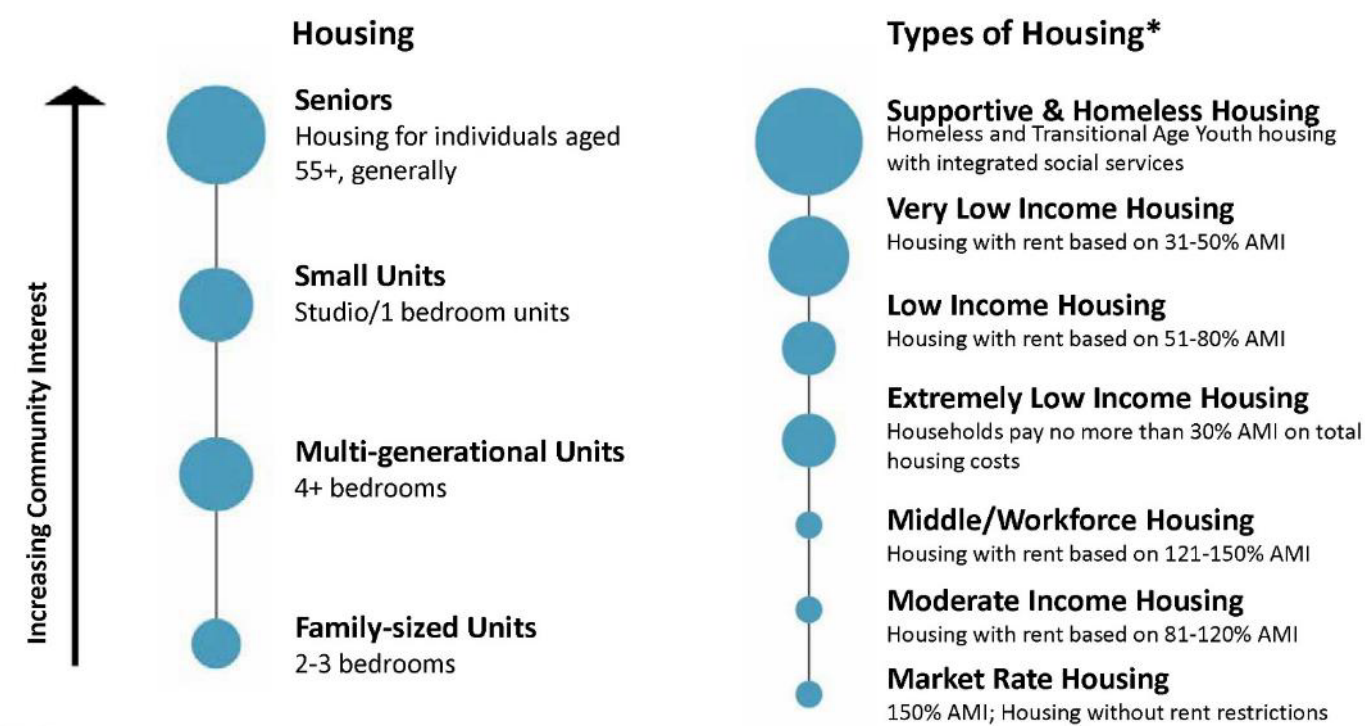 Housing
Seniors
Housing for individuals aged
55+, generally
Small Units
Studio/1 bedroom units
Multi-generational Units
4+ bedrooms
Family-sized Units
2-3 bedrooms
Increasing Community Interest
Types of Housing*
Supportive & Homeless Housing
Homeless and Transitional Age Youth housing
with integrated social services
Very Low Income Housing
Housing with rent based on 31-50% AMI
Low Income Housing
Housing with rent based on 51-80% AMI
Extremely Low Income Housing
Households pay no more than 30% AMI on total
housing costs
Middle/Workforce Housing
Housing with rent based on 121-150% AMI
Moderate Income Housing
Housing with rent based on 81-120% AMI
Market Rate Housing
150% AMI; Housing without rent restrictions